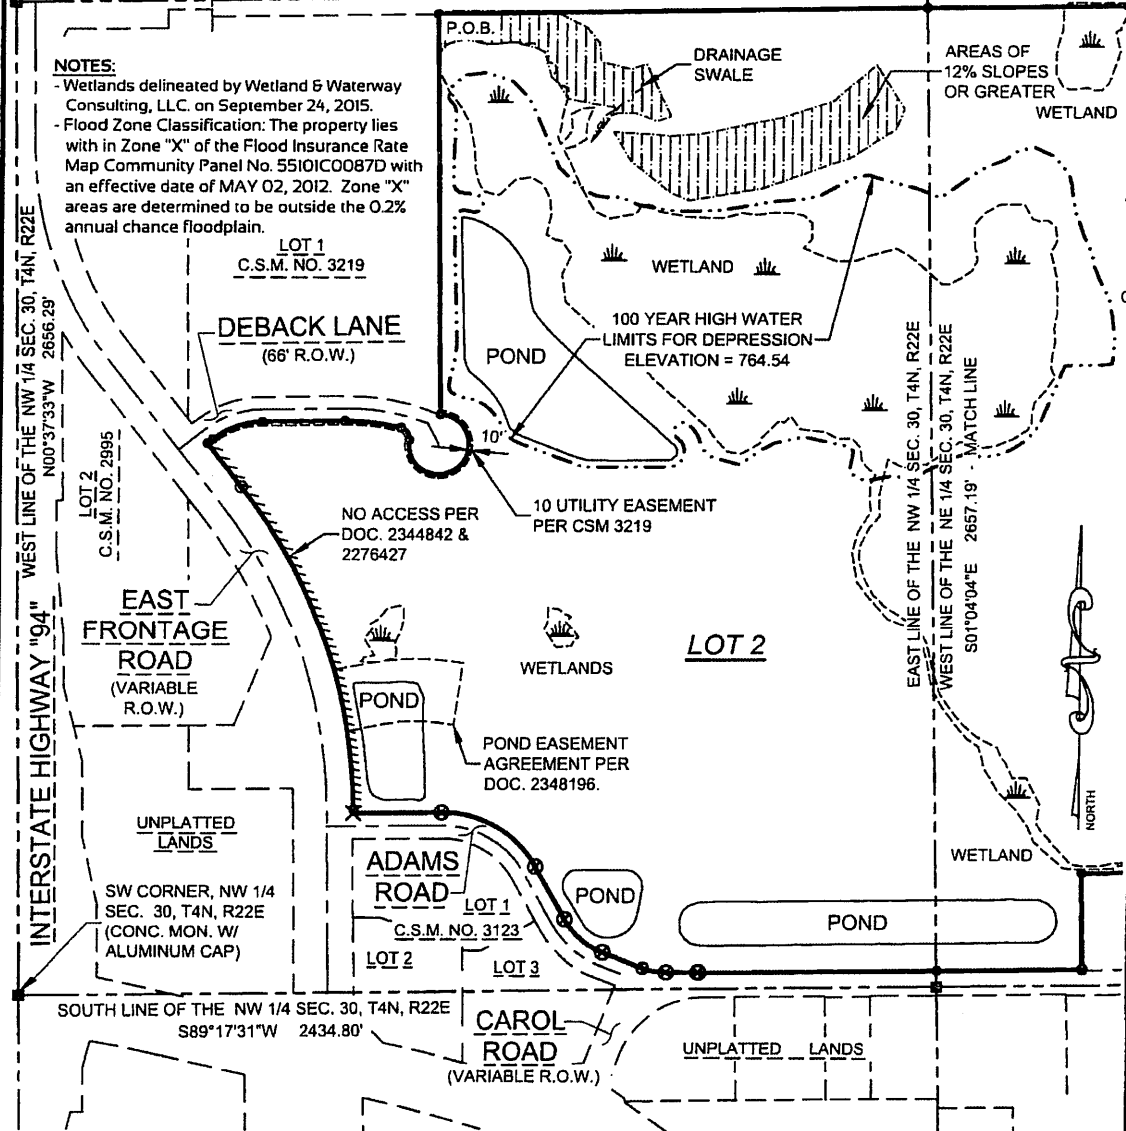 P.O.B.
NOTES:
- Wetlands delineated by Wetland & Waterway
Consulting, LLC. on September 24, 2015.
- Flood Zone Classification: The property lies
with in Zone "X" of the Flood Insurance Rate
Map Community Panel No. 55101C0087D with
an effective date of MAY 02, 2012. Zone "X"
areas are determined to be outside the 0.2%
annual chance floodplain.
DRAINAGE
SWALE
AREAS OF
12% SLOPES
OR GREATER
WETLAND
LOT 1
C.S.M. NO. 3219
WETLAND
DEBACK LANE
(66' R.O.W.)
100 YEAR HIGH WATER
LIMITS FOR DEPRESSION
ELEVATION = 764.54
POND
WEST LINE OF THE NW 1/4 SEC. 30, T4N, R22E
N00°37'33"W 2656.29'
LOT 2
C.S.M. NO. 2995
10'
10 UTILITY EASEMENT
PER CSM 3219
NO ACCESS PER
DOC. 2344842 &
2276427
EAST LINE OF THE NW 1/4 SEC. 30, T4N, R22E
WEST LINE OF THE NE 1/4 SEC. 30, T4N, R22E
S01°04'04"E 2657.19' - MATCH LINE
EAST
FRONTAGE
ROAD
(VARIABLE
R.O.W.)
INTERSTATE HIGHWAY "94"
LOT 2
WETLANDS
POND
POND EASEMENT
AGREEMENT PER
DOC. 2348196.
NORTH
UNPLATTED
LANDS
ADAMS
ROAD
WETLAND
SW CORNER, NW 1/4
SEC. 30, T4N, R22E
(CONC. MON. W/
ALUMINUM CAP)
LOT 1
C.S.M. NO. 3123
LOT 2
LOT 3
POND
POND
SOUTH LINE OF THE NW 1/4 SEC. 30, T4N, R22E
S89°17'31"W 2434.80'
CAROL
ROAD
(VARIABLE R.O.W.)
UNPLATTED LANDS